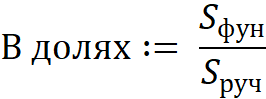 В долях := S_фун / S_руч